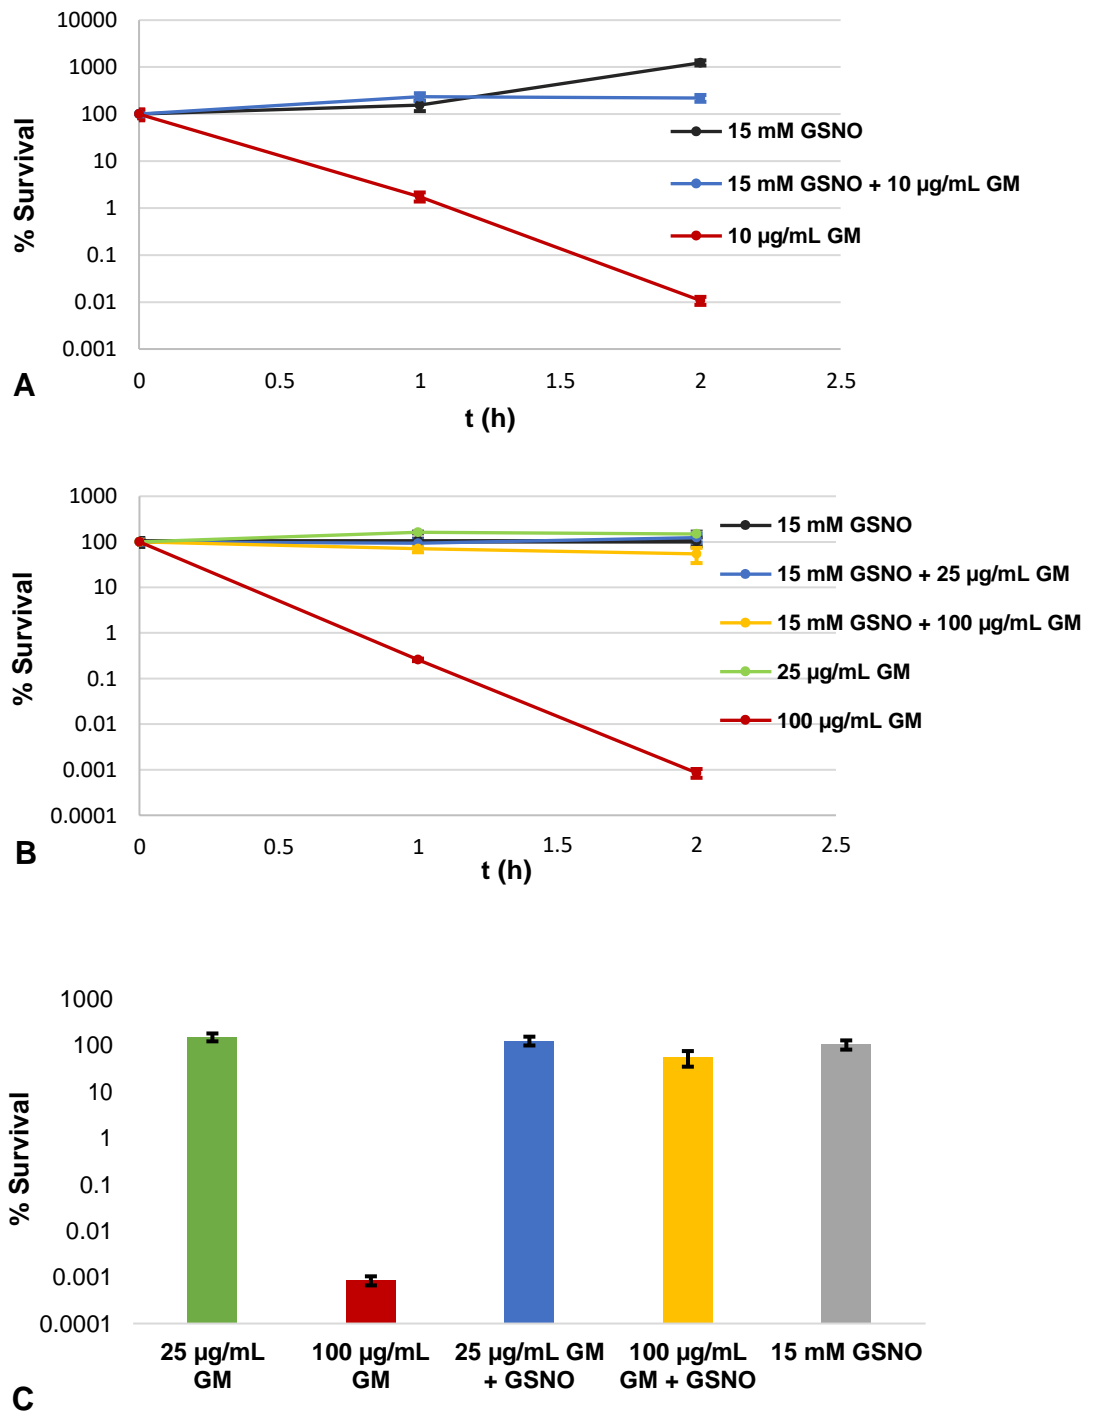 10000
1000
100
10
1
0.1
0.01
0.001
% Survival
15 mM GSNO
15 mM GSNO + 10 µg/mL GM
10 µg/mL GM
0 0.5 1 1.5 2 2.5
t (h)
A
1000
100
10
1
0.1
0.01
0.001
0.0001
% Survival
15 mM GSNO
15 mM GSNO + 25 µg/mL GM
15 mM GSNO + 100 µg/mL GM
25 µg/mL GM
100 µg/mL GM
0 0.5 1 1.5 2 2.5
t (h)
B
1000
100
10
1
0.1
0.01
0.001
0.0001
% Survival
25 µg/mL
GM
100 µg/mL
GM
25 µg/mL GM
+ GSNO
100 µg/mL
GM + GSNO
15 mM GSNO
C